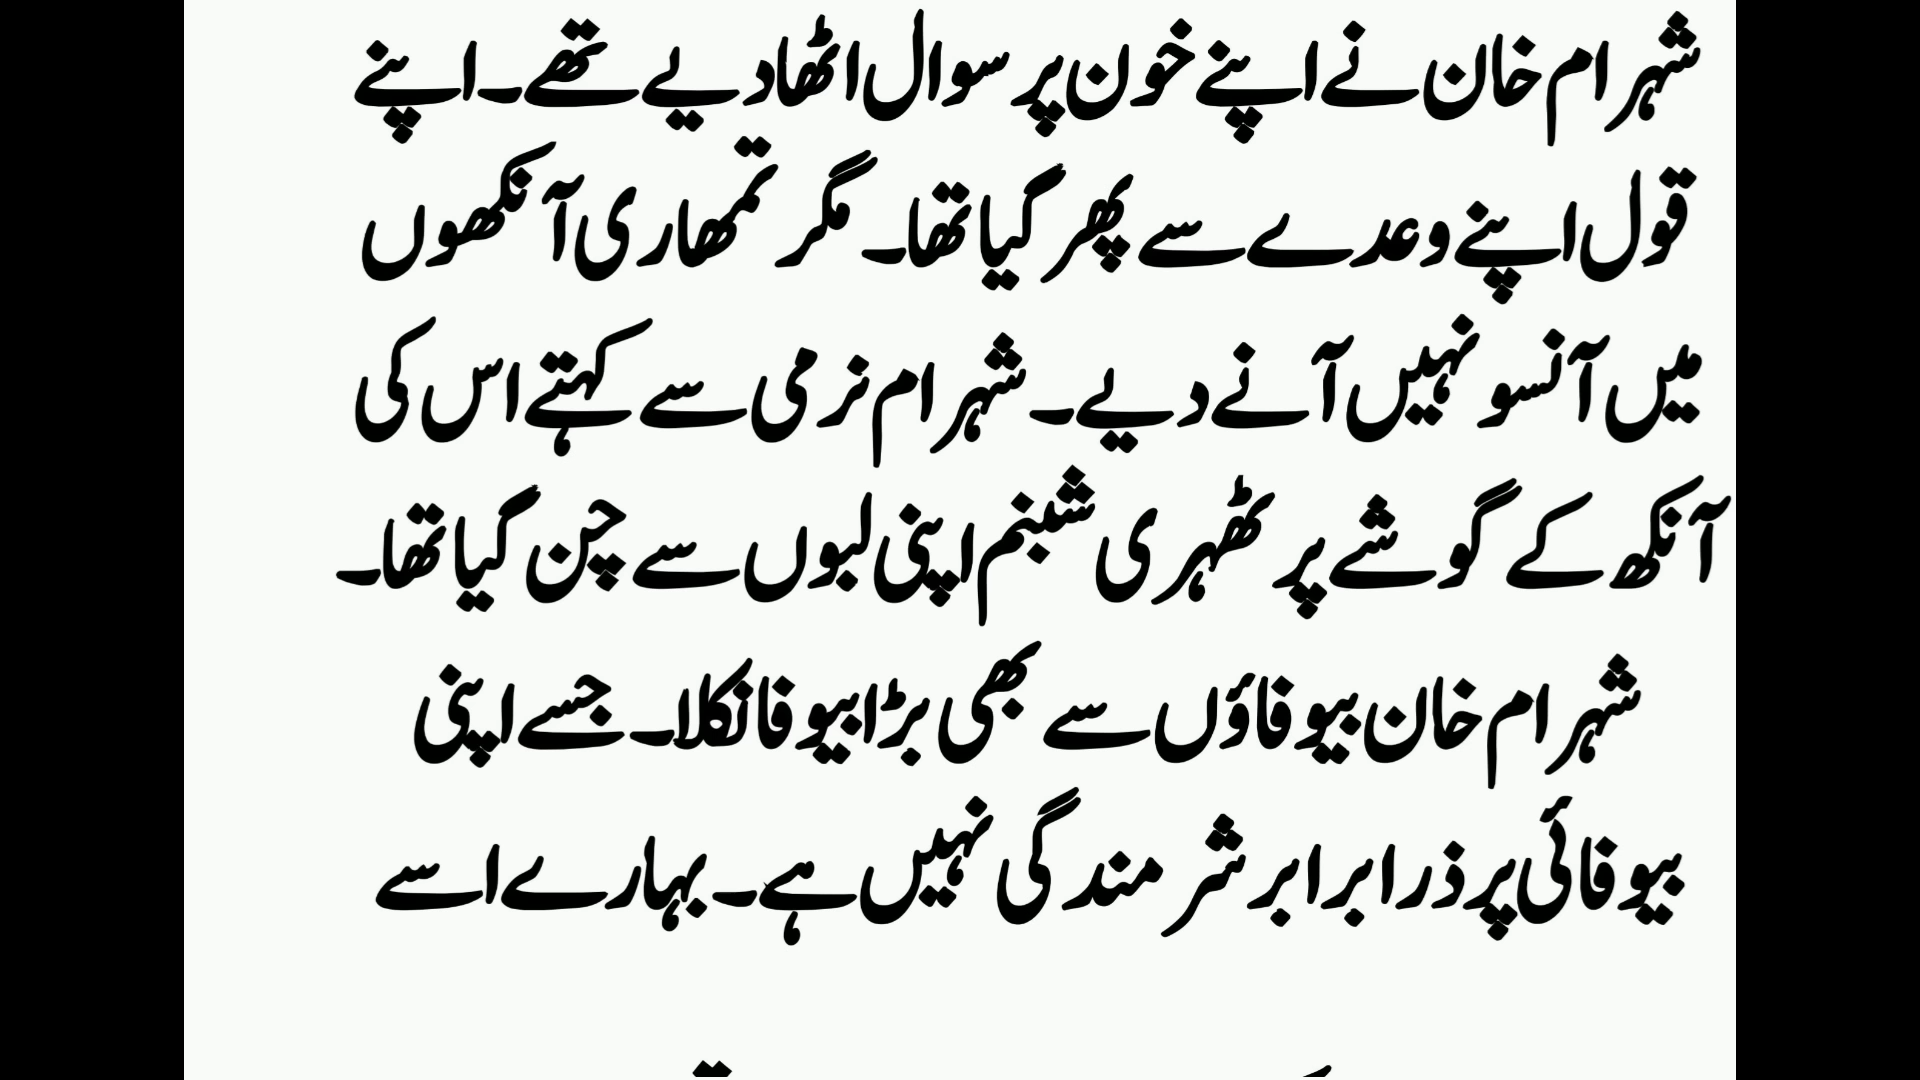 شہرام خان نے اپنے خون پر سوال اٹھا دیے تھے۔ اپنے
قول اپنے وعدے سے پھر گیا تھا۔ مگر تمھاری آنکھوں
میں آنسو نہیں آنے دیے۔ شہرام نرمی سے کہتے اس کی
آنکھ کے گوشے پر ٹھہری شبنم اپنی لبوں سے چن گیا تھا۔
شہرام خان بیوفاؤں سے بھی بڑا بیوفا نکلا۔ جسے اپنی
بیوفائی پر ذرا برابر شرمندگی نہیں ہے۔ بہارے اسے